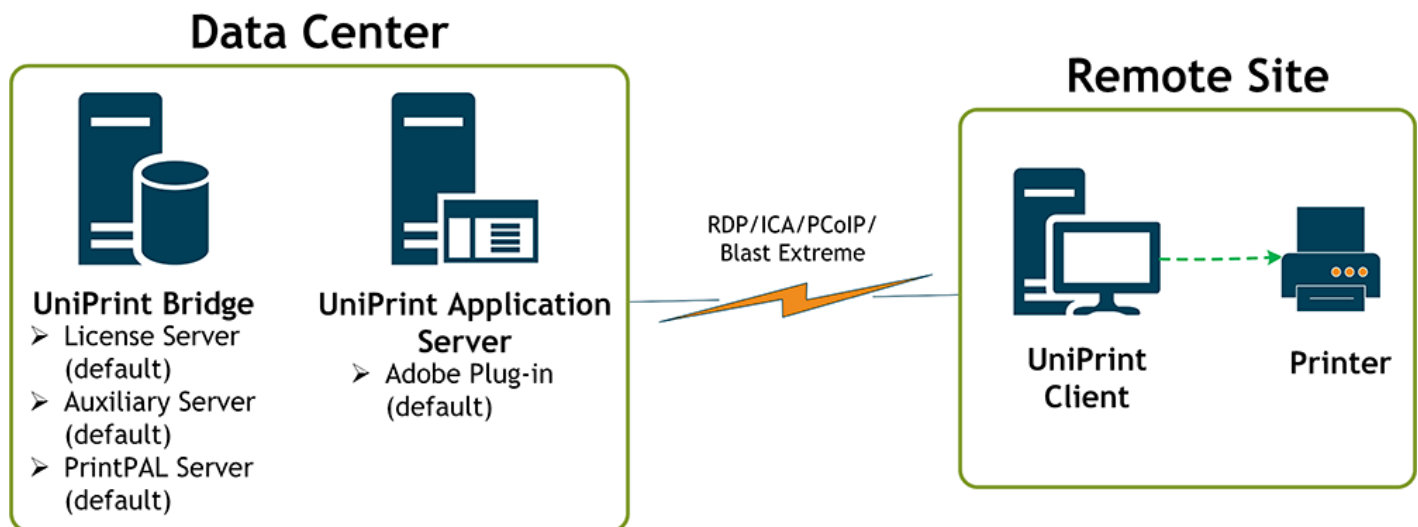 Data Center
UniPrint Bridge
➢ License Server
(default)
➢ Auxiliary Server
(default)
➢ PrintPAL Server
(default)
UniPrint Application
Server
➢ Adobe Plug-in
(default)
RDP/ICA/PCoIP/
Blast Extreme
Remote Site
UniPrint
Client
Printer